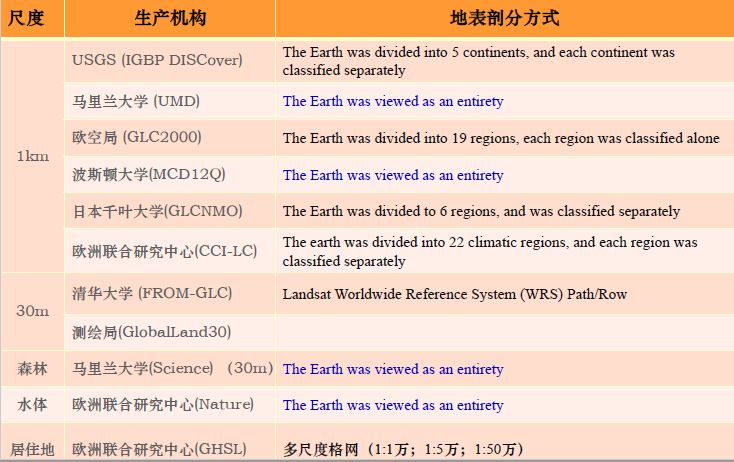 尺度 生产机构 地表剖分方式
1km
USGS (IGBP DISCover) The Earth was divided into 5 continents, and each continent was
classified separately
马里兰大学 (UMD) The Earth was viewed as an entirety
欧空局 (GLC2000) The Earth was divided into 19 regions, each region was classified alone
波斯顿大学(MCD12Q) The Earth was viewed as an entirety
日本千叶大学(GLCNMO) The Earth was divided to 6 regions, and was classified separately
欧洲联合研究中心(CCI-LC) The earth was divided into 22 climatic regions, and each region was
classified separately
30m
清华大学 (FROM-GLC) Landsat Worldwide Reference System (WRS) Path/Row
测绘局(GlobalLand30)
森林 马里兰大学(Science) (30m) The Earth was viewed as an entirety
水体 欧洲联合研究中心(Nature) The Earth was viewed as an entirety
居住地 欧洲联合研究中心(GHSL) 多尺度格网（1:1万；1:5万；1:50万）